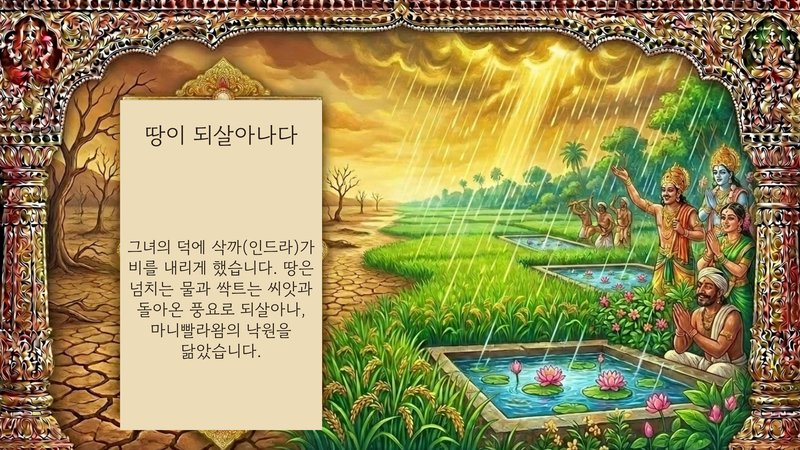 땅이 되살아나다
그녀의 덕에 삭까(인드라)가
비를 내리게 했습니다. 땅은
넘치는 물과 싹트는 씨앗과
돌아온 풍요로 되살아나,
마니빨라왐의 낙원을
닮았습니다.